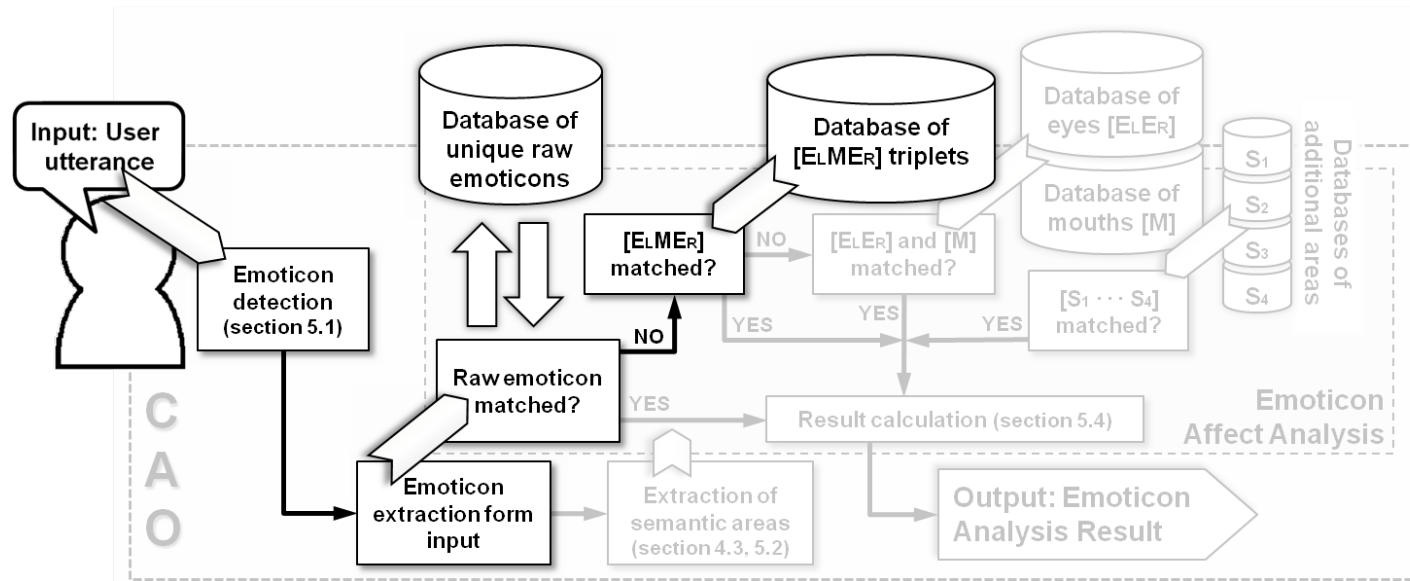 Input: User
utterance
Emoticon
detection
(section 5.1)
Database of
unique raw
emoticons
Database of
[ELMER] triplets
Database of
eyes [ELER]
Database of
mouths [M]
S1
S2
S3
S4
Databases of
additional areas
[ELMER]
matched?
NO
[ELER] and [M]
matched?
[S1 · · · S4]
matched?
YES
YES
YES
NO
Raw emoticon
matched?
YES
Result calculation (section 5.4)
Emoticon
Affect Analysis
Emoticon
extraction form
input
Extraction of
semantic areas
(section 4.3, 5.2)
Output: Emoticon
Analysis Result
C
A
O